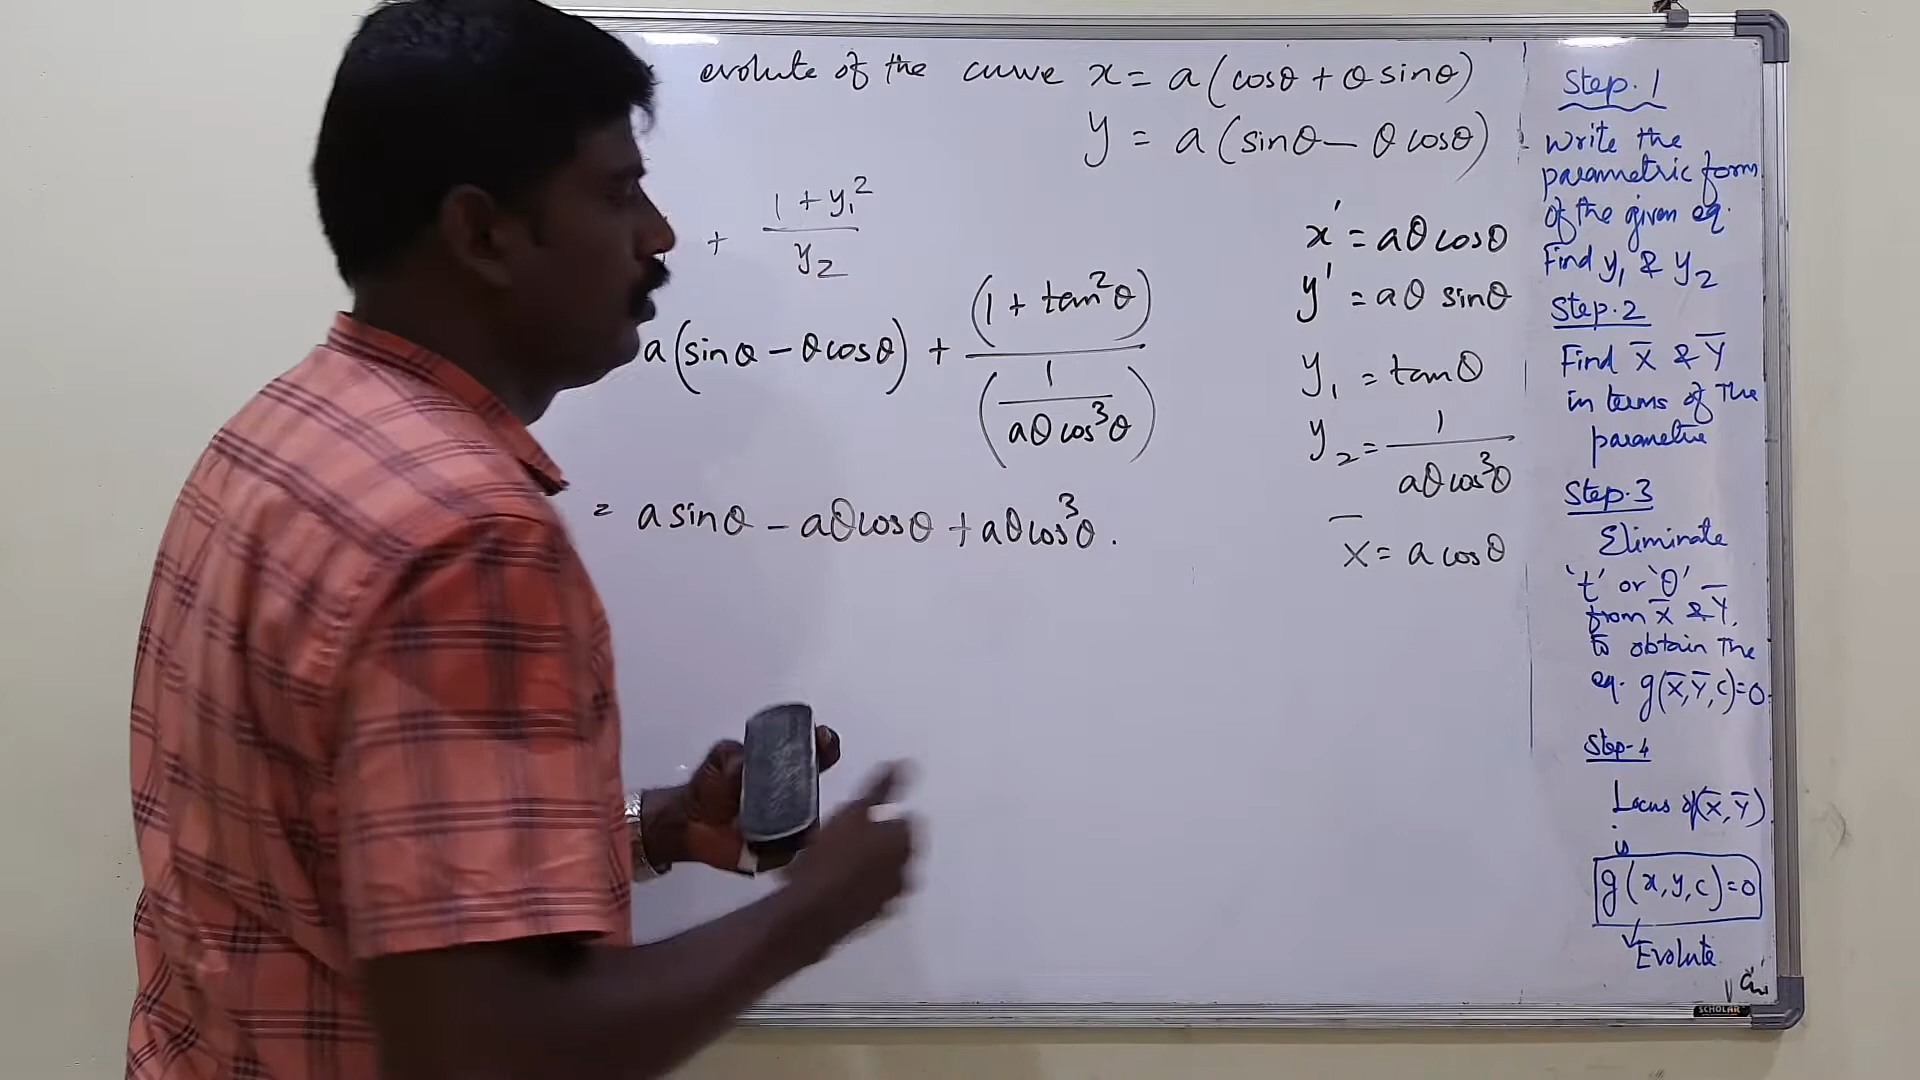 evolute of the curve x = a (cosθ + θ sinθ)
y = a (sinθ – θ cosθ)
+ (1 + y₁²) / y₂
a(sinθ – θcosθ) + (1 + tan²θ) / (1 / aθcos³θ)
= a sinθ – aθcosθ + aθcos³θ.
x' = aθcosθ
y' = aθ sinθ
y₁ = tanθ
y₂ = 1 / aθcos³θ
x̄ = a cosθ
Step.1
Write the
parametric form
of the given eq.
Find y₁ & y₂
Step.2
Find X̄ & Ȳ
in terms of The
Step.3
Eliminate
't' or 'θ'
from X̄ & Ȳ,
to obtain The
eq. g(X̄,Ȳ,c)=0.
Step-4
Locus of (X̄,Ȳ)
is
g(x,y,c)=0
Evolute
SCHOLAR